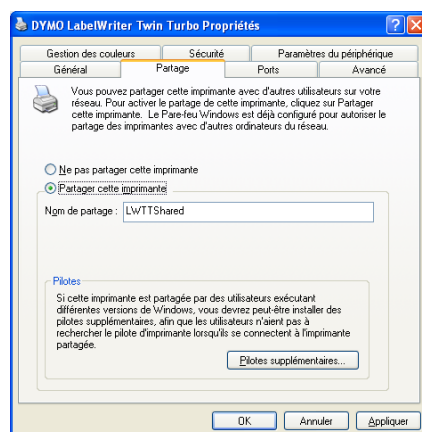 DYMO LabelWriter Twin Turbo Propriétés
Gestion des couleurs Sécurité Paramètres du périphérique
Général Partage Ports Avancé
Vous pouvez partager cette imprimante avec d'autres utilisateurs sur votre
réseau. Pour activer le partage de cette imprimante, cliquez sur Partager
cette imprimante. Le Pare-feu Windows est déjà configuré pour autoriser le
partage des imprimantes avec d'autres ordinateurs du réseau.
Ne pas partager cette imprimante
Partager cette imprimante
Nom de partage : LWTTShared
Pilotes
Si cette imprimante est partagée par des utilisateurs exécutant
différentes versions de Windows, vous devrez peut-être installer des
pilotes supplémentaires, afin que les utilisateurs n'aient pas à
rechercher le pilote d'imprimante lorsqu'ils se connectent à l'imprimante
partagée.
Pilotes supplémentaires...
OK Annuler Appliquer